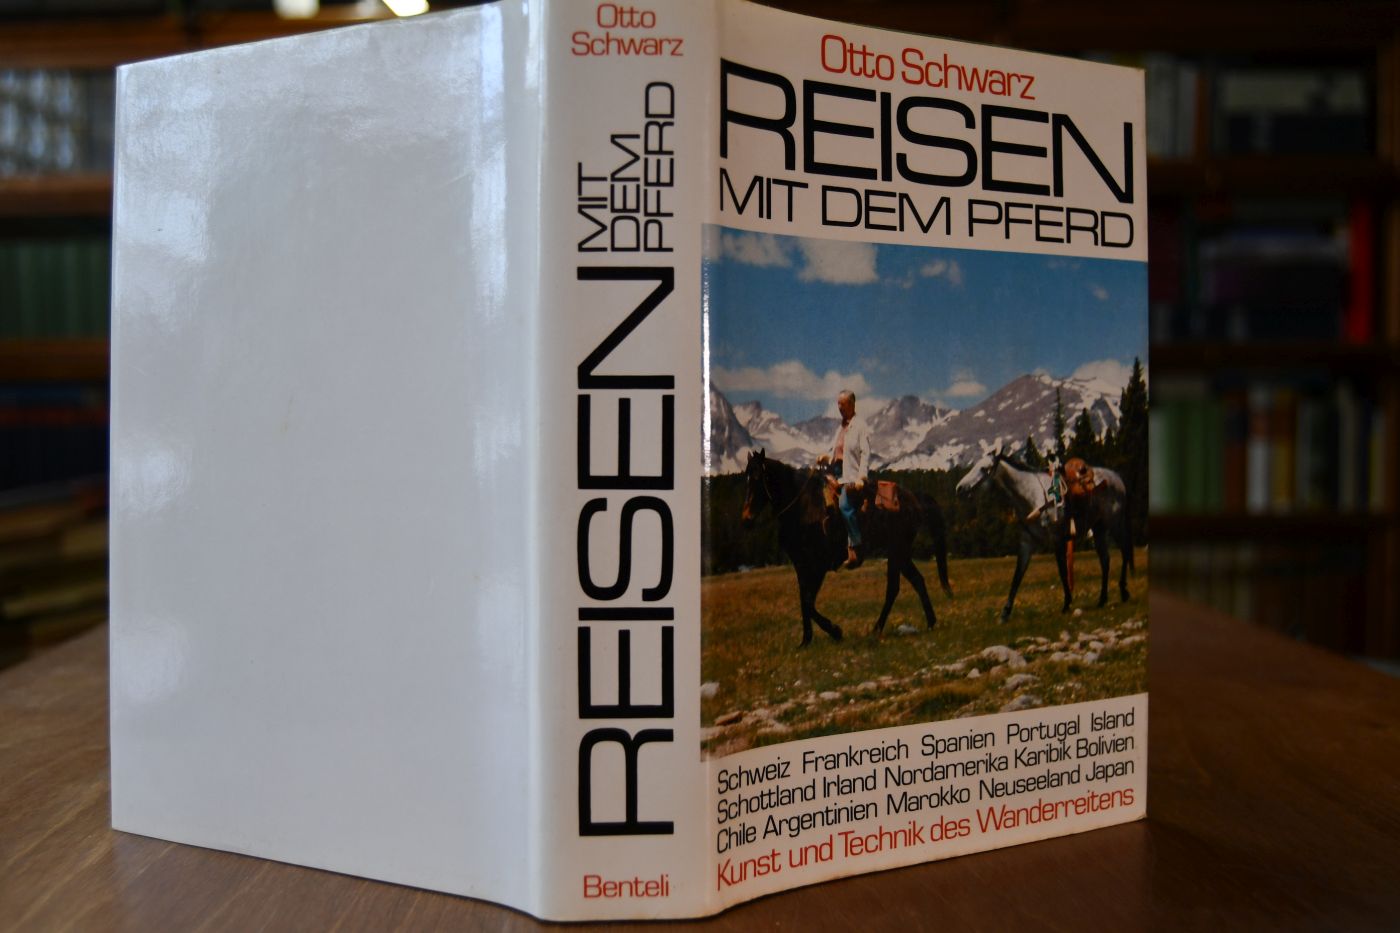 Otto
Schwarz
REISEN
MIT
DEM
PFERD
Benteli
Otto Schwarz
REISEN
MIT DEM PFERD
Schweiz Frankreich Spanien Portugal Island
Schottland Irland Nordamerika Karibik Bolivien
Chile Argentinien Marokko Neuseeland Japan
Kunst und Technik des Wanderreitens